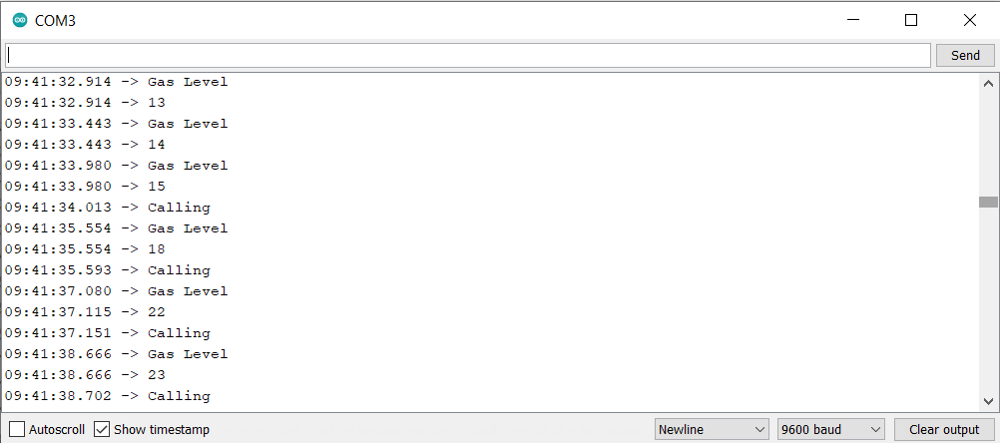 COM3
Send
09:41:32.914 -> Gas Level
09:41:32.914 -> 13
09:41:33.443 -> Gas Level
09:41:33.443 -> 14
09:41:33.980 -> Gas Level
09:41:33.980 -> 15
09:41:34.013 -> Calling
09:41:35.554 -> Gas Level
09:41:35.554 -> 18
09:41:35.593 -> Calling
09:41:37.080 -> Gas Level
09:41:37.115 -> 22
09:41:37.151 -> Calling
09:41:38.666 -> Gas Level
09:41:38.666 -> 23
09:41:38.702 -> Calling
Autoscroll Show timestamp Newline 9600 baud Clear output